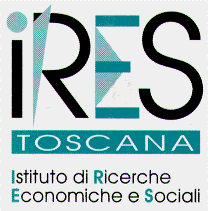 iRES
TOSCANA
Istituto di Ricerche
Economiche e Sociali